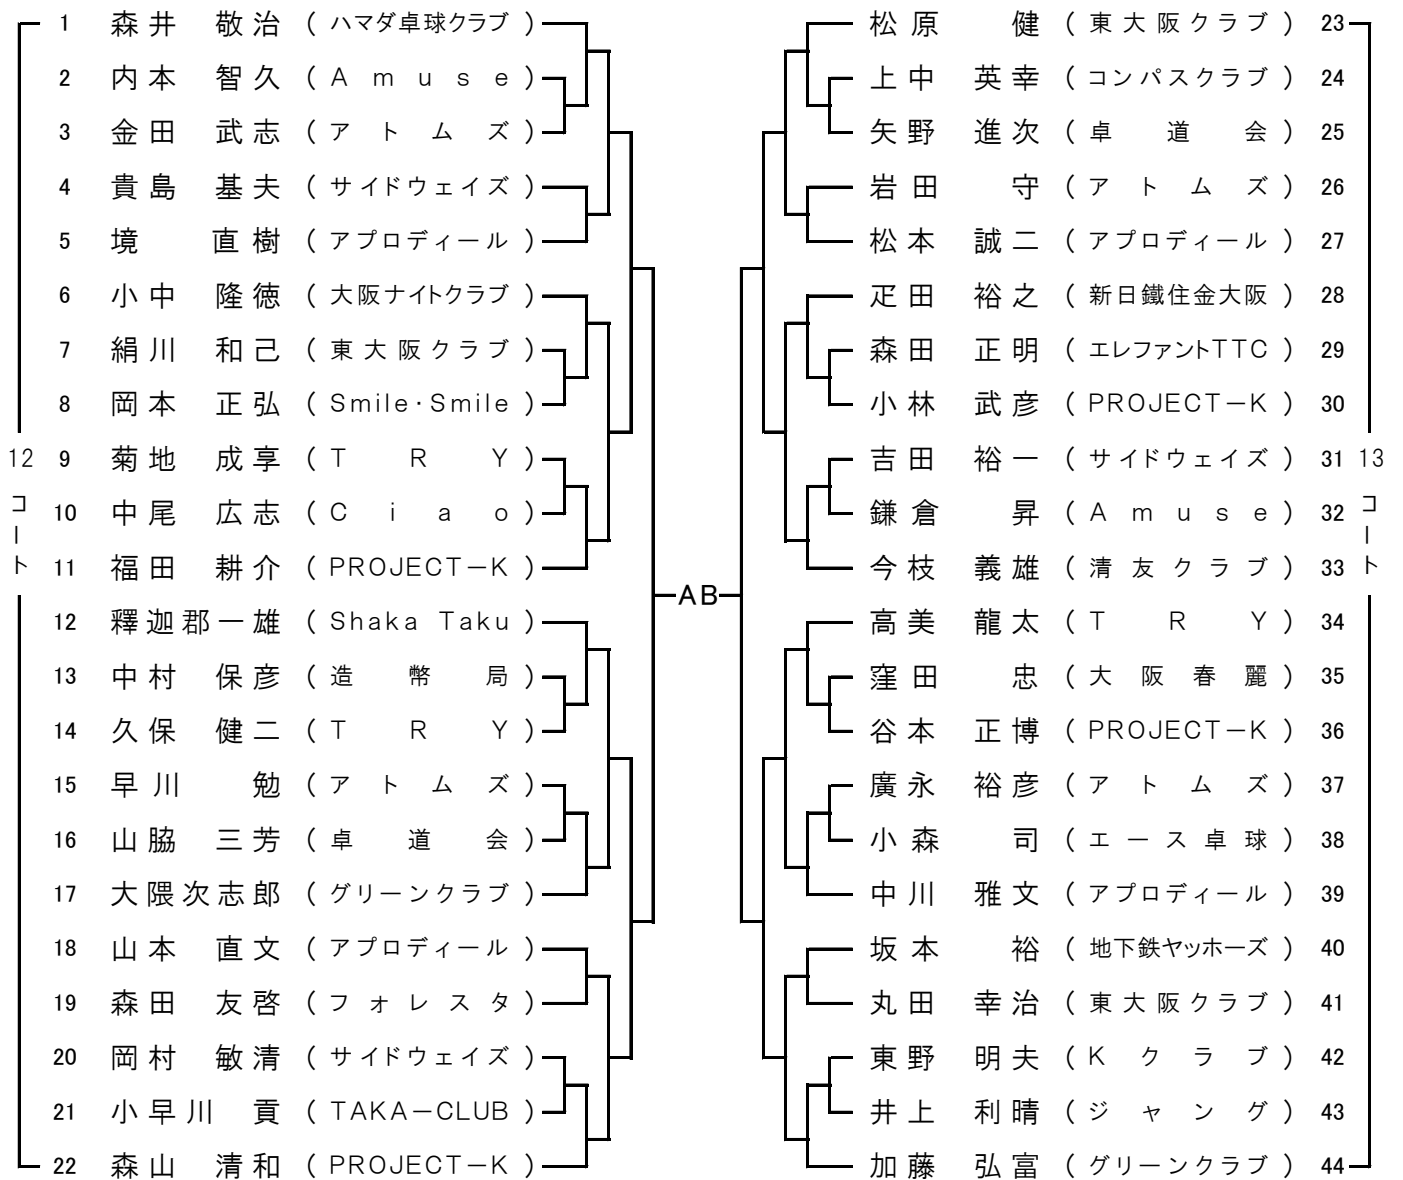 1 森井 敬治 (ハマダ卓球クラブ)
2 内本 智久 (Amuse)
3 金田 武志 (アトムズ)
4 貴島 基夫 (サイドウェイズ)
5 境 直樹 (アプロディール)
6 小中 隆徳 (大阪ナイトクラブ)
7 絹川 和己 (東大阪クラブ)
8 岡本 正弘 (Smile・Smile)
9 菊地 成享 (TRY)
10 中尾 広志 (Ciao)
11 福田 耕介 (PROJECT－K)
12 釋迦郡一雄 (Shaka Taku)
13 中村 保彦 (造幣局)
14 久保 健二 (TRY)
15 早川 勉 (アトムズ)
16 山脇 三芳 (卓道会)
17 大隈次志郎 (グリーンクラブ)
18 山本 直文 (アプロディール)
19 森田 友啓 (フォレスタ)
20 岡村 敏清 (サイドウェイズ)
21 小早川 貢 (TAKA－CLUB)
22 森山 清和 (PROJECT－K)
12コート
AB
松原 健 (東大阪クラブ) 23
上中 英幸 (コンパスクラブ) 24
矢野 進次 (卓道会) 25
岩田 守 (アトムズ) 26
松本 誠二 (アプロディール) 27
疋田 裕之 (新日鐵住金大阪) 28
森田 正明 (エレファントTTC) 29
小林 武彦 (PROJECT－K) 30
吉田 裕一 (サイドウェイズ) 31
鎌倉 昇 (Amuse) 32
今枝 義雄 (清友クラブ) 33
高美 龍太 (TRY) 34
窪田 忠 (大阪春麗) 35
谷本 正博 (PROJECT－K) 36
廣永 裕彦 (アトムズ) 37
小森 司 (エース卓球) 38
中川 雅文 (アプロディール) 39
坂本 裕 (地下鉄ヤッホーズ) 40
丸田 幸治 (東大阪クラブ) 41
東野 明夫 (Kクラブ) 42
井上 利晴 (ジャング) 43
加藤 弘富 (グリーンクラブ) 44
13コート